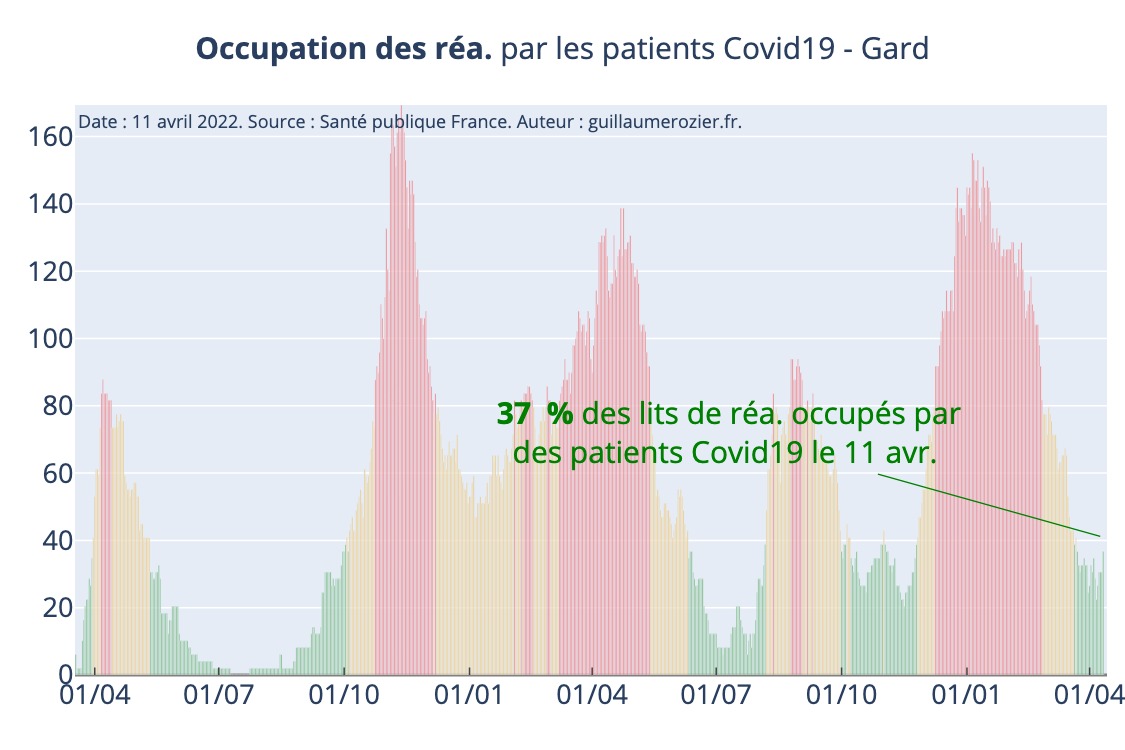 Occupation des réa. par les patients Covid19 - Gard
Date : 11 avril 2022. Source : Santé publique France. Auteur : guillaumerozier.fr.
160
140
120
100
80
60
40
20
0
37 % des lits de réa. occupés par
des patients Covid19 le 11 avr.
01/04 01/07 01/10 01/01 01/04 01/07 01/10 01/01 01/04